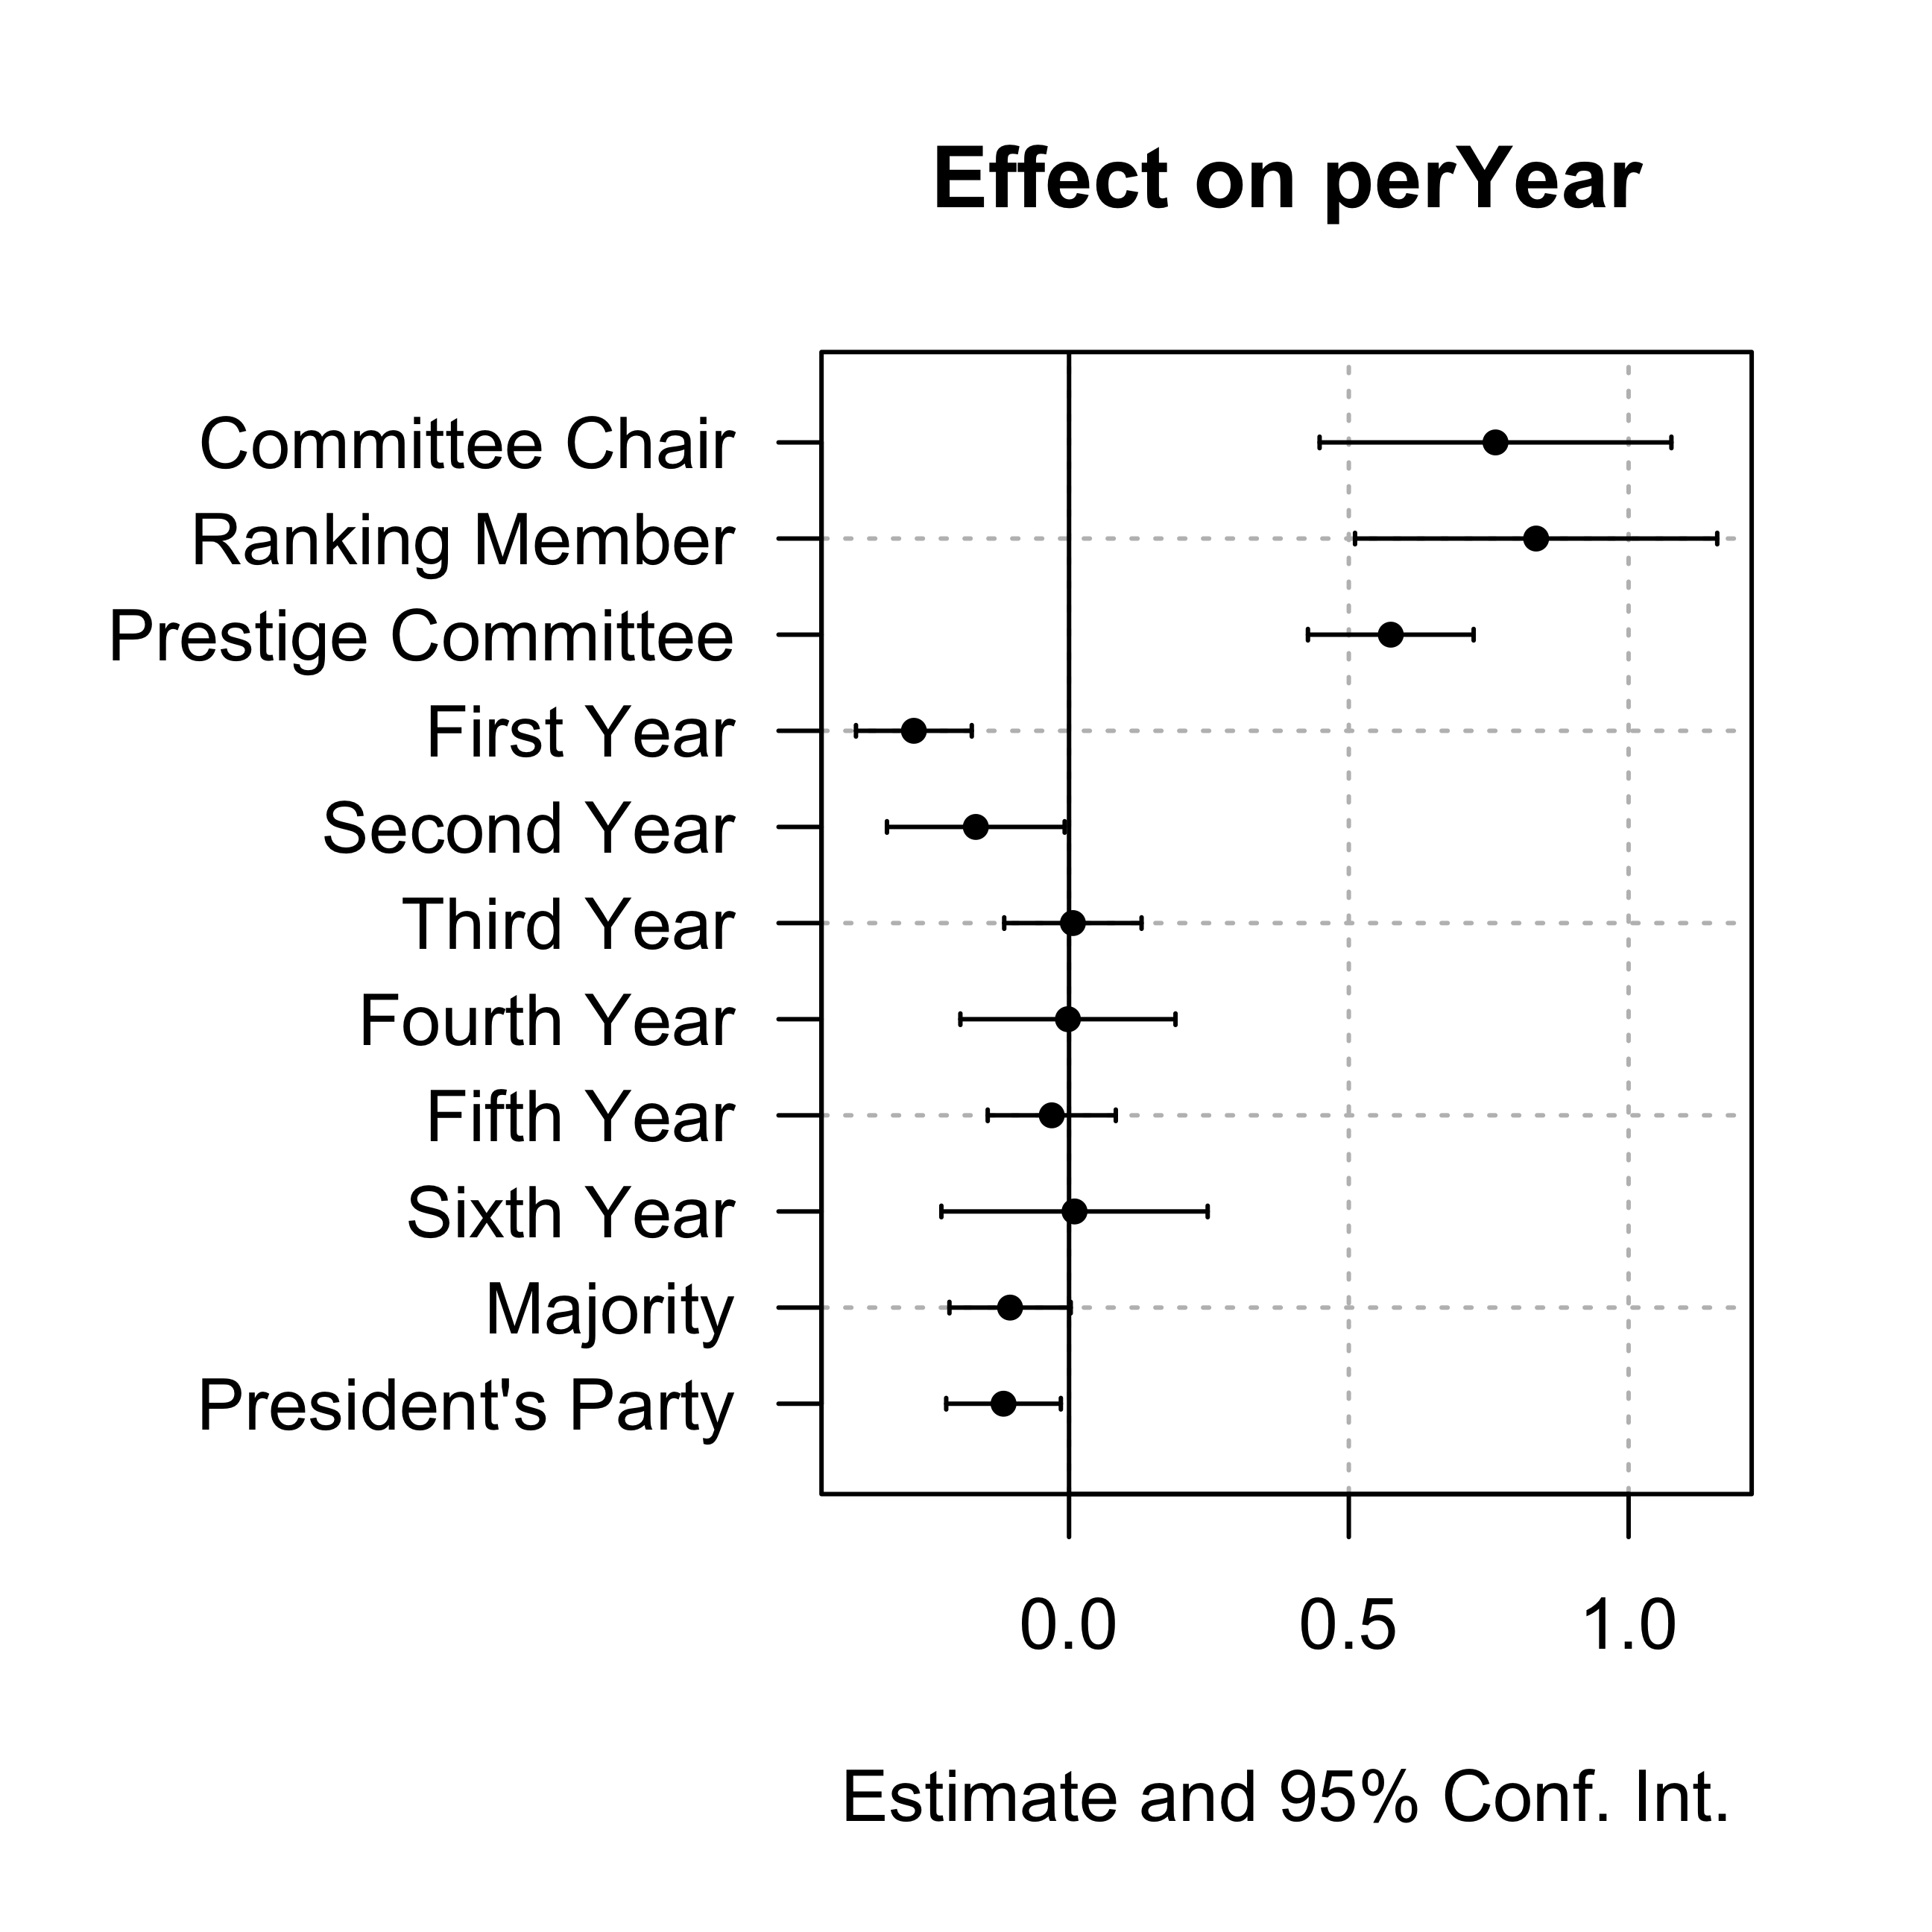 Effect on perYear
Committee Chair
Ranking Member
Prestige Committee
First Year
Second Year
Third Year
Fourth Year
Fifth Year
Sixth Year
Majority
President's Party
0.0 0.5 1.0
Estimate and 95% Conf. Int.